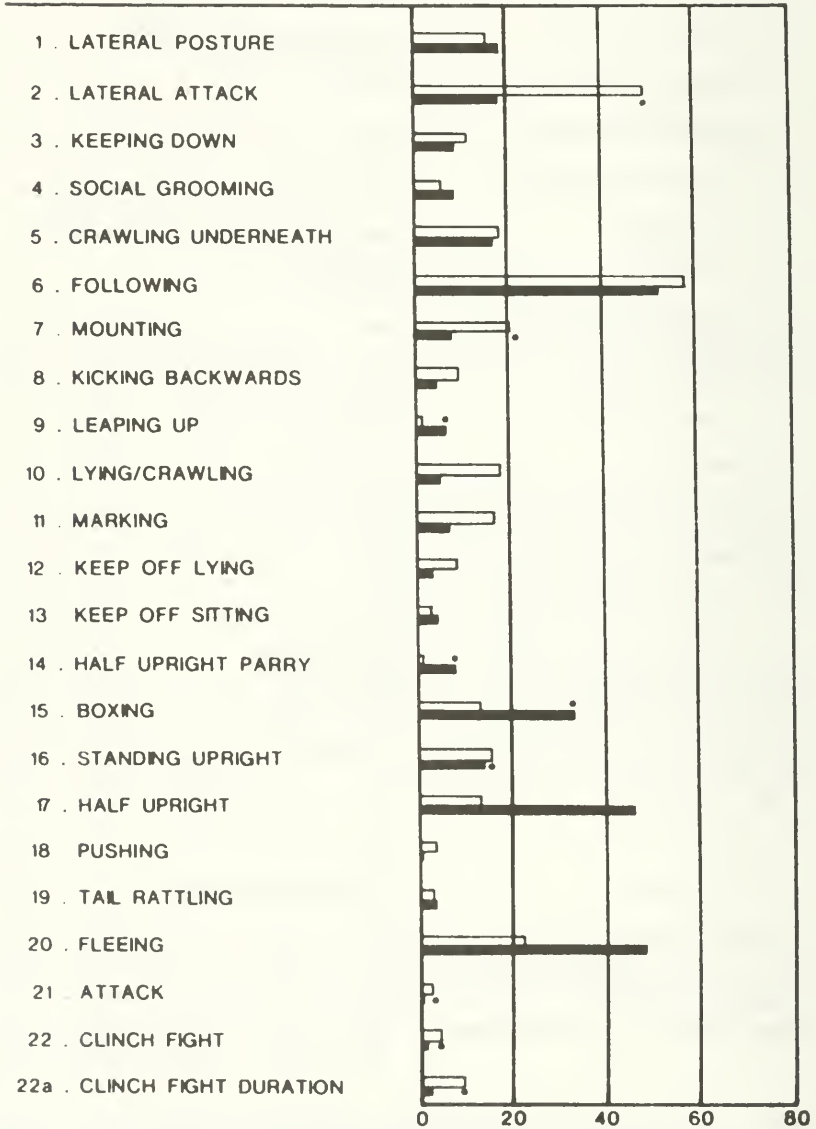 1 . LATERAL POSTURE
2 . LATERAL ATTACK
3 . KEEPING DOWN
4 . SOCIAL GROOMING
5 . CRAWLING UNDERNEATH
6 . FOLLOWING
7 . MOUNTING
8 . KICKING BACKWARDS
9 . LEAPING UP
10 . LYING/CRAWLING
11 . MARKING
12 . KEEP OFF LYING
13 KEEP OFF SITTING
14 . HALF UPRIGHT PARRY
15 . BOXING
16 . STANDING UPRIGHT
17 . HALF UPRIGHT
18 PUSHING
19 . TAIL RATTLING
20 . FLEEING
21 . ATTACK
22 . CLINCH FIGHT
22a . CLINCH FIGHT DURATION
0 20 40 60 80